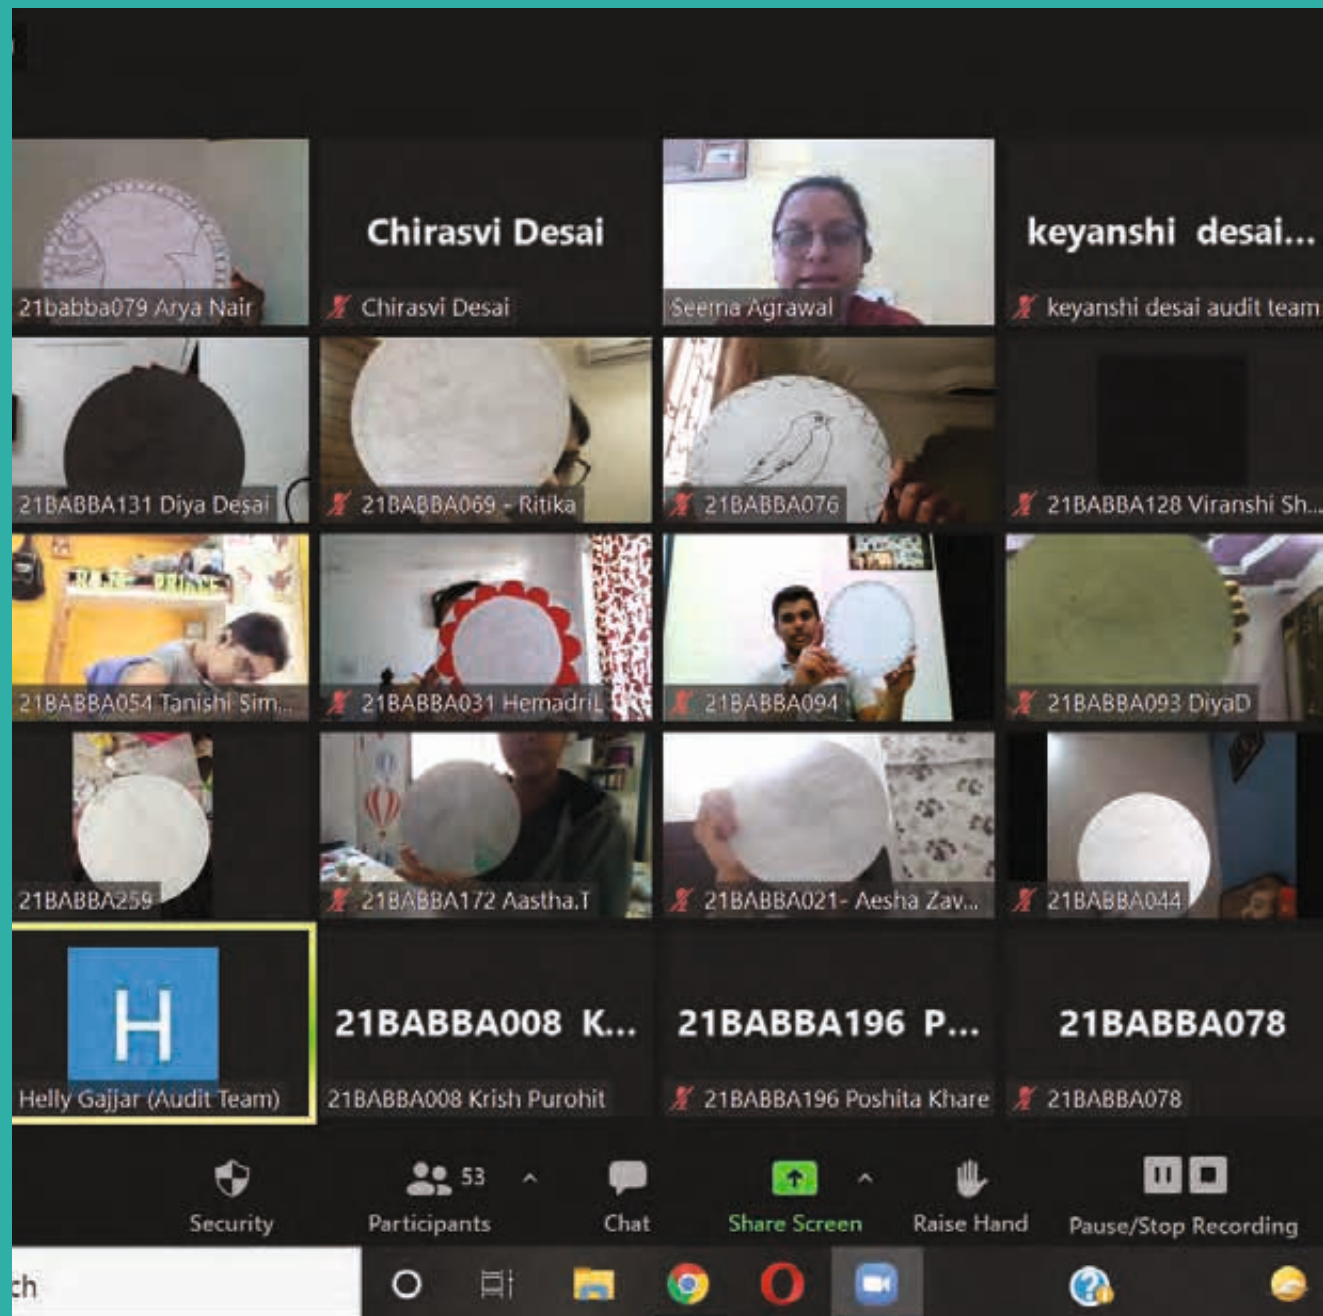 21babba079 Arya Nair
Chirasvi Desai
Chirasvi Desai
Seema Agrawal
keyanshi desai...
keyanshi desai audit team
21BABBA131 Diya Desai
21BABBA069 - Ritika
21BABBA076
21BABBA128 Viranshi Sh...
21BABBA054 Tanishi Sim...
21BABBA031 HemadriL
21BABBA094
21BABBA093 DiyaD
21BABBA259
21BABBA172 Aastha.T
21BABBA021- Aesha Zav...
21BABBA044
H
Helly Gajjar (Audit Team)
21BABBA008 K...
21BABBA008 Krish Purohit
21BABBA196 P...
21BABBA196 Poshita Khare
21BABBA078
21BABBA078
53
Security
Participants
Chat
Share Screen
Raise Hand
Pause/Stop Recording
ch